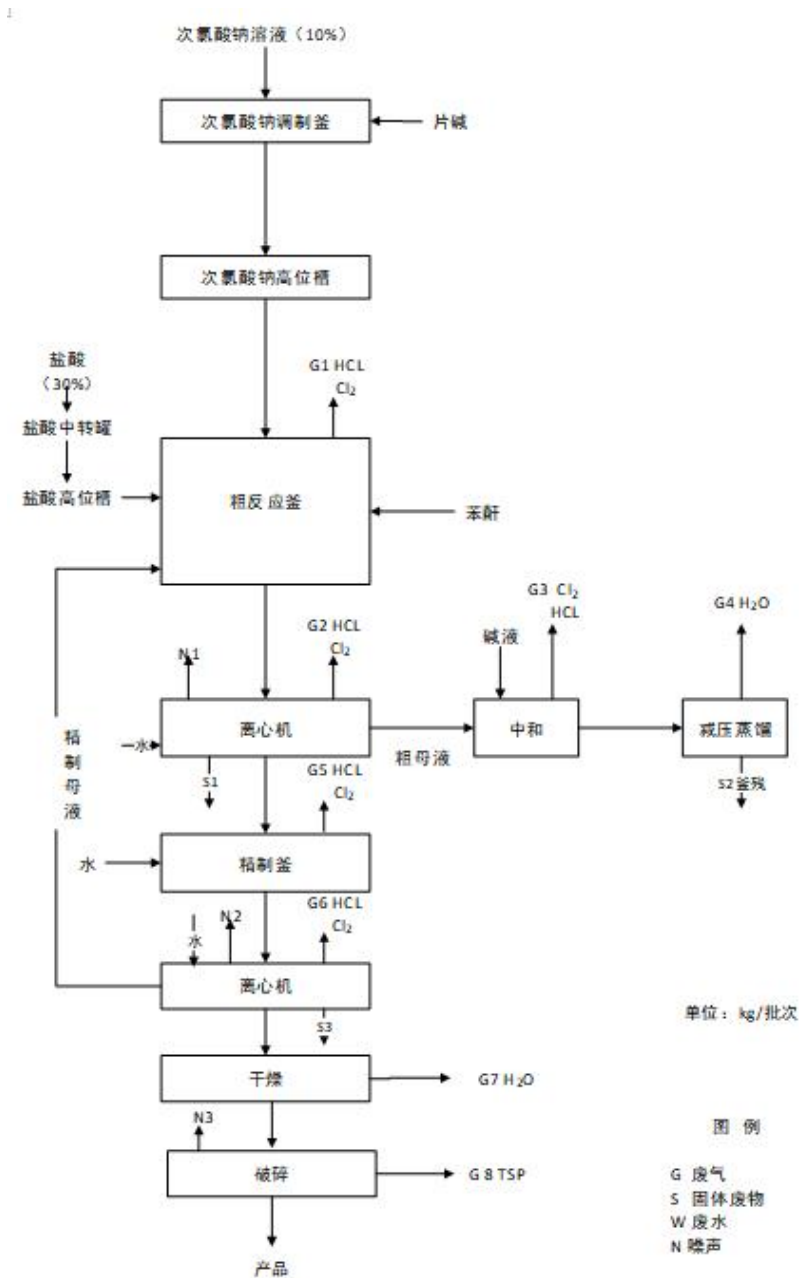 次氯酸钠溶液（10%）
次氯酸钠调制釜
片碱
次氯酸钠高位槽
盐酸
（30%）
G1 HCL
Cl₂
盐酸中转罐
盐酸高位槽
粗反应釜
苯酐
G2 HCL
Cl₂
N1
G3 Cl₂
HCL
碱液
G4 H₂O
水
离心机
粗母液
中和
减压蒸馏
S1
S2釜残
精制母液
G5 HCL
Cl₂
水
精制釜
水
N2
G6 HCL
Cl₂
离心机
S3
单位：kg/批次
干燥
G7 H₂O
N3
破碎
G 8 TSP
产品
图 例
G 废气
S 固体废物
W 废水
N 噪声